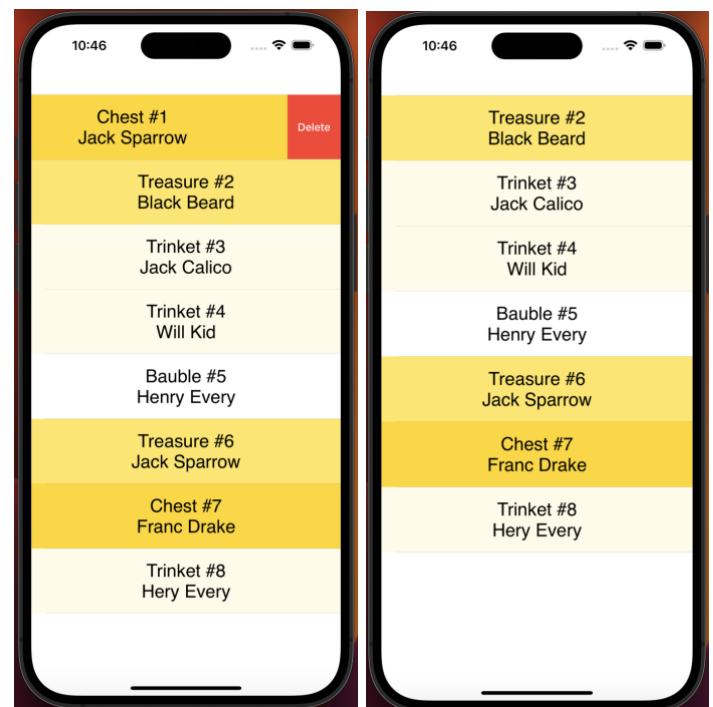 10:46
Chest #1
Jack Sparrow
Delete
Treasure #2
Black Beard
Trinket #3
Jack Calico
Trinket #4
Will Kid
Bauble #5
Henry Every
Treasure #6
Jack Sparrow
Chest #7
Franc Drake
Trinket #8
Hery Every
10:46
Treasure #2
Black Beard
Trinket #3
Jack Calico
Trinket #4
Will Kid
Bauble #5
Henry Every
Treasure #6
Jack Sparrow
Chest #7
Franc Drake
Trinket #8
Hery Every